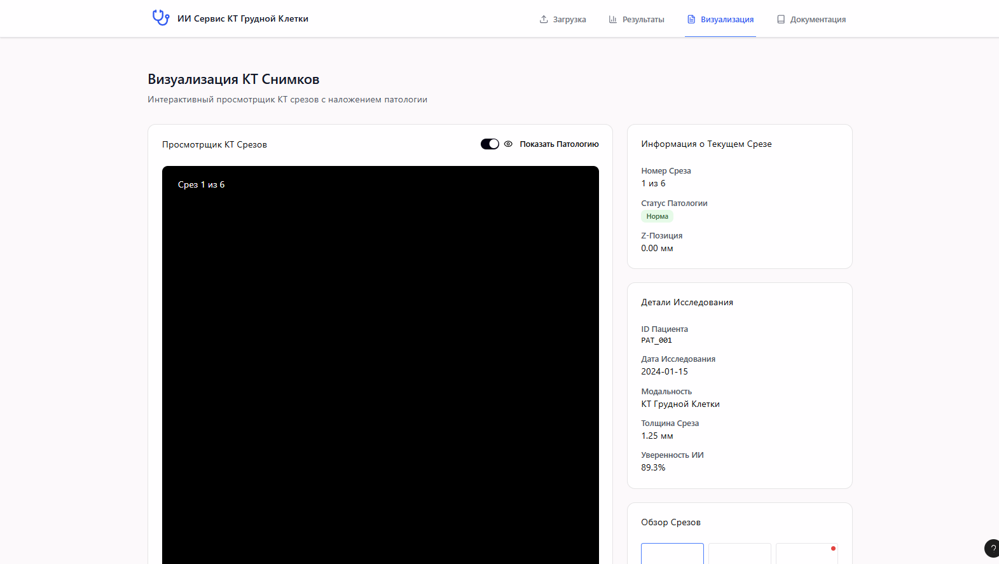 ИИ Сервис КТ Грудной Клетки
Загрузка
Результаты
Визуализация
Документация
Визуализация КТ Снимков
Интерактивный просмотрщик КТ срезов с наложением патологии
Просмотрщик КТ Срезов
Показать Патологию
Срез 1 из 6
Информация о Текущем Срезе
Номер Среза
1 из 6
Статус Патологии
Норма
Z-Позиция
0.00 мм
Детали Исследования
ID Пациента
PAT_001
Дата Исследования
2024-01-15
Модальность
КТ Грудной Клетки
Толщина Среза
1.25 мм
Уверенность ИИ
89.3%
Обзор Срезов
?